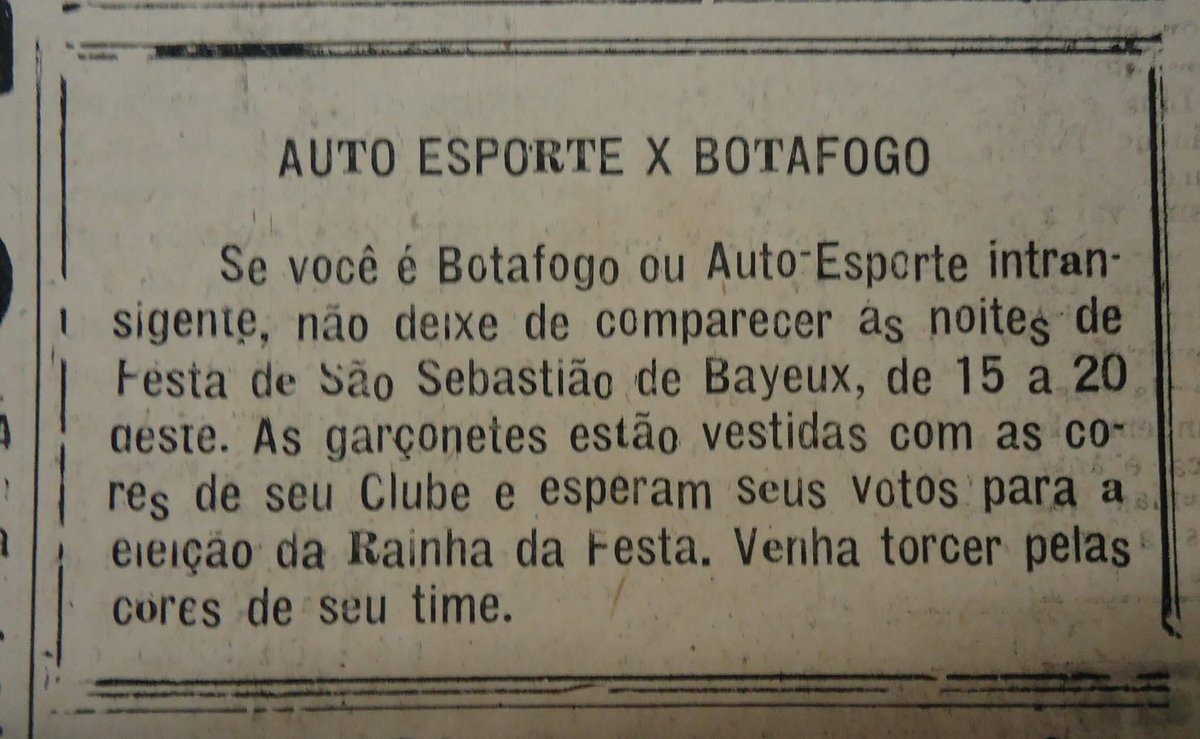 AUTO ESPORTE X BOTAFOGO
Se você é Botafogo ou Auto-Esporte intran-
sigente, não deixe de comparecer às noites de
Festa de São Sebastião de Bayeux, de 15 a 20
deste. As garçonetes estão vestidas com as co-
res de seu Clube e esperam seus votos para a
eleição da Rainha da Festa. Venha torcer pelas
cores de seu time.